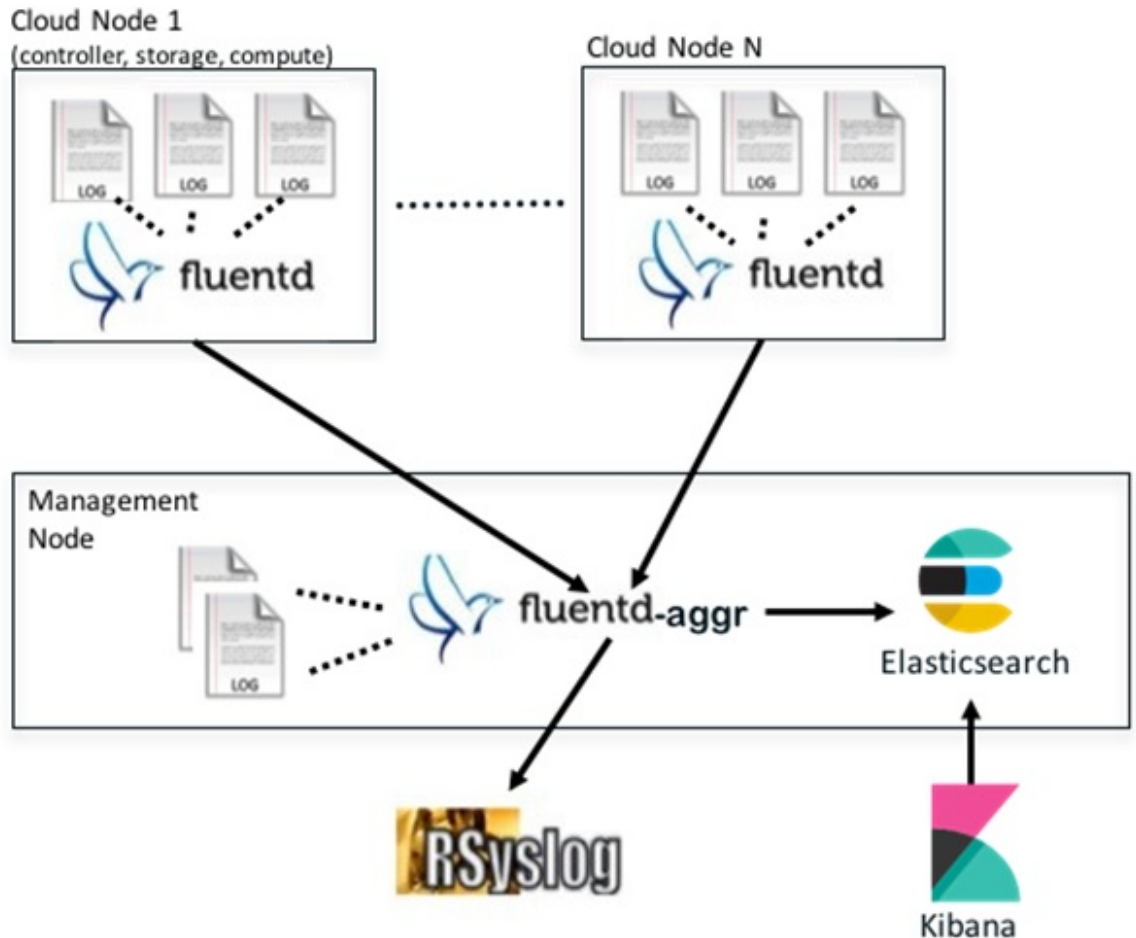 Cloud Node 1
(controller, storage, compute)
Cloud Node N
LOG
LOG
LOG
LOG
LOG
LOG
fluentd
fluentd
Management
Node
fluentd-aggr
LOG
Elasticsearch
RSyslog
Kibana